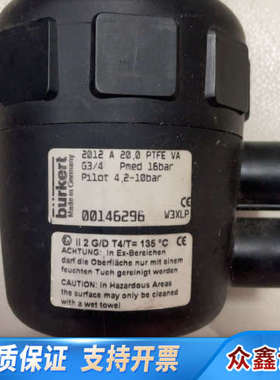 burkert
Made in Germany
2012 A 20,0 PTFE VA
G3/4 Pmed 16bar
Pilot 4,2-10bar
00146296
W3XLP
CE
Ex II 2 G/D T4/T= 135 °C
ACHTUNG: In Ex-Bereichen
darf die Oberfläche nur mit einem
feuchten Tuch gereinigt werden
CAUTION: In Hazardous Areas
the surface may only be cleaned
with a wet towel
质保证 支持开票
众鑫